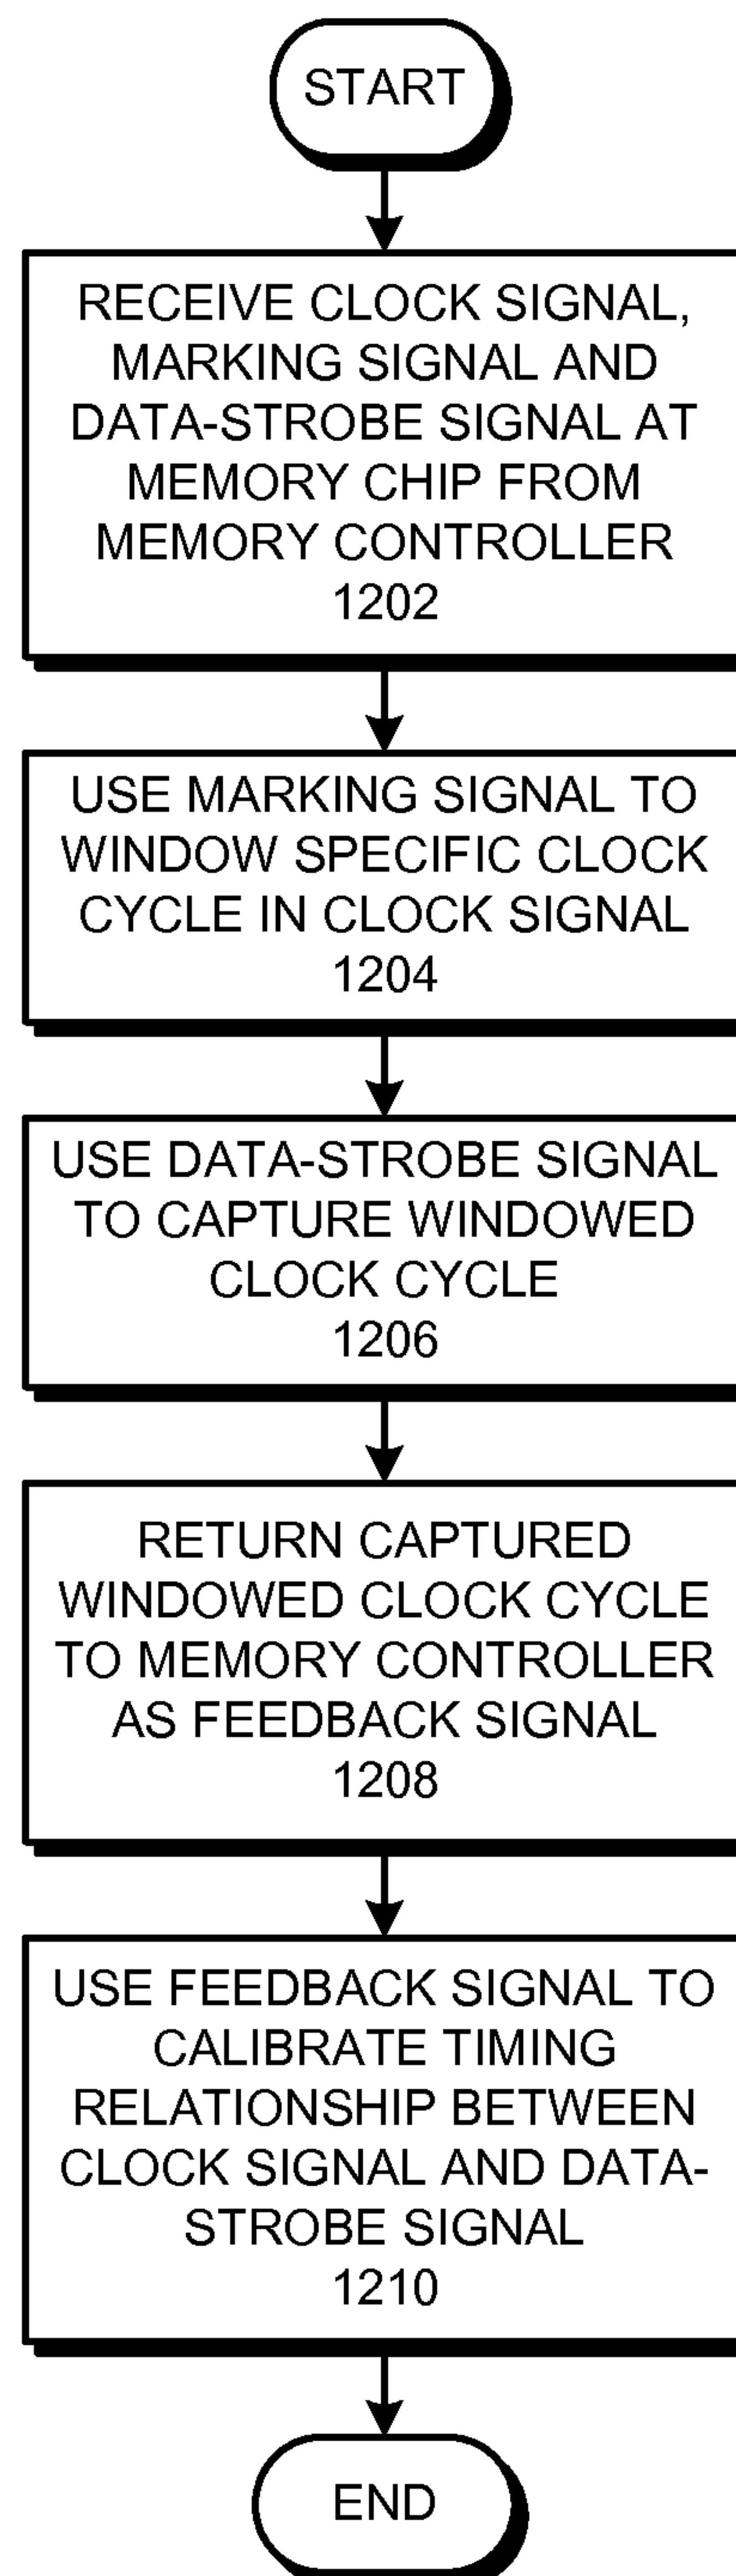 START
RECEIVE CLOCK SIGNAL,
MARKING SIGNAL AND
DATA-STROBE SIGNAL AT
MEMORY CHIP FROM
MEMORY CONTROLLER
1202
USE MARKING SIGNAL TO
WINDOW SPECIFIC CLOCK
CYCLE IN CLOCK SIGNAL
1204
USE DATA-STROBE SIGNAL
TO CAPTURE WINDOWED
CLOCK CYCLE
1206
RETURN CAPTURED
WINDOWED CLOCK CYCLE
TO MEMORY CONTROLLER
AS FEEDBACK SIGNAL
1208
USE FEEDBACK SIGNAL TO
CALIBRATE TIMING
RELATIONSHIP BETWEEN
CLOCK SIGNAL AND DATA-
STROBE SIGNAL
1210
END